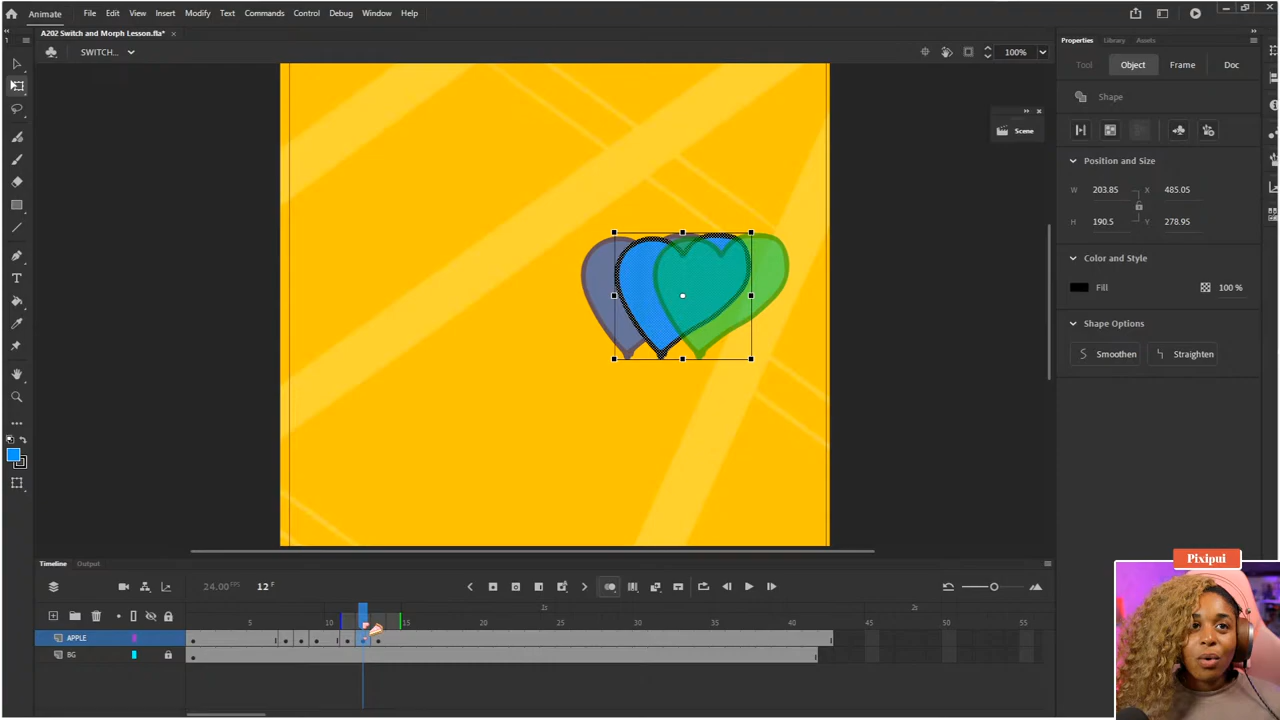 Animate File Edit View Insert Modify Text Commands Control Debug Window Help
A202 Switch and Morph Lesson.fla*
SWITCH...
100%
Scene
Properties Library Assets
Tool Object Frame Doc
Shape
Position and Size
W 203.85 X 485.05
H 190.5 Y 278.95
Color and Style
Fill 100 %
Shape Options
Smoothen Straighten
Timeline Output
24.00 FPS 12 F
1s 2s
5 10 15 20 25 30 35 40 45 50 55
APPLE
BG
Pixipui